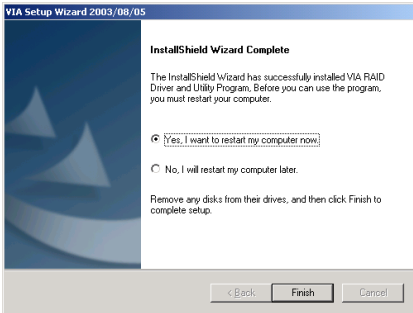 VIA Setup Wizard 2003/08/05
InstallShield Wizard Complete
The InstallShield Wizard has successfully installed VIA RAID
Driver and Utility Program, Before you can use the program,
you must restart your computer.
Yes, I want to restart my computer now.
No, I will restart my computer later.
Remove any disks from their drives, and then click Finish to
complete setup.
< Back Finish Cancel